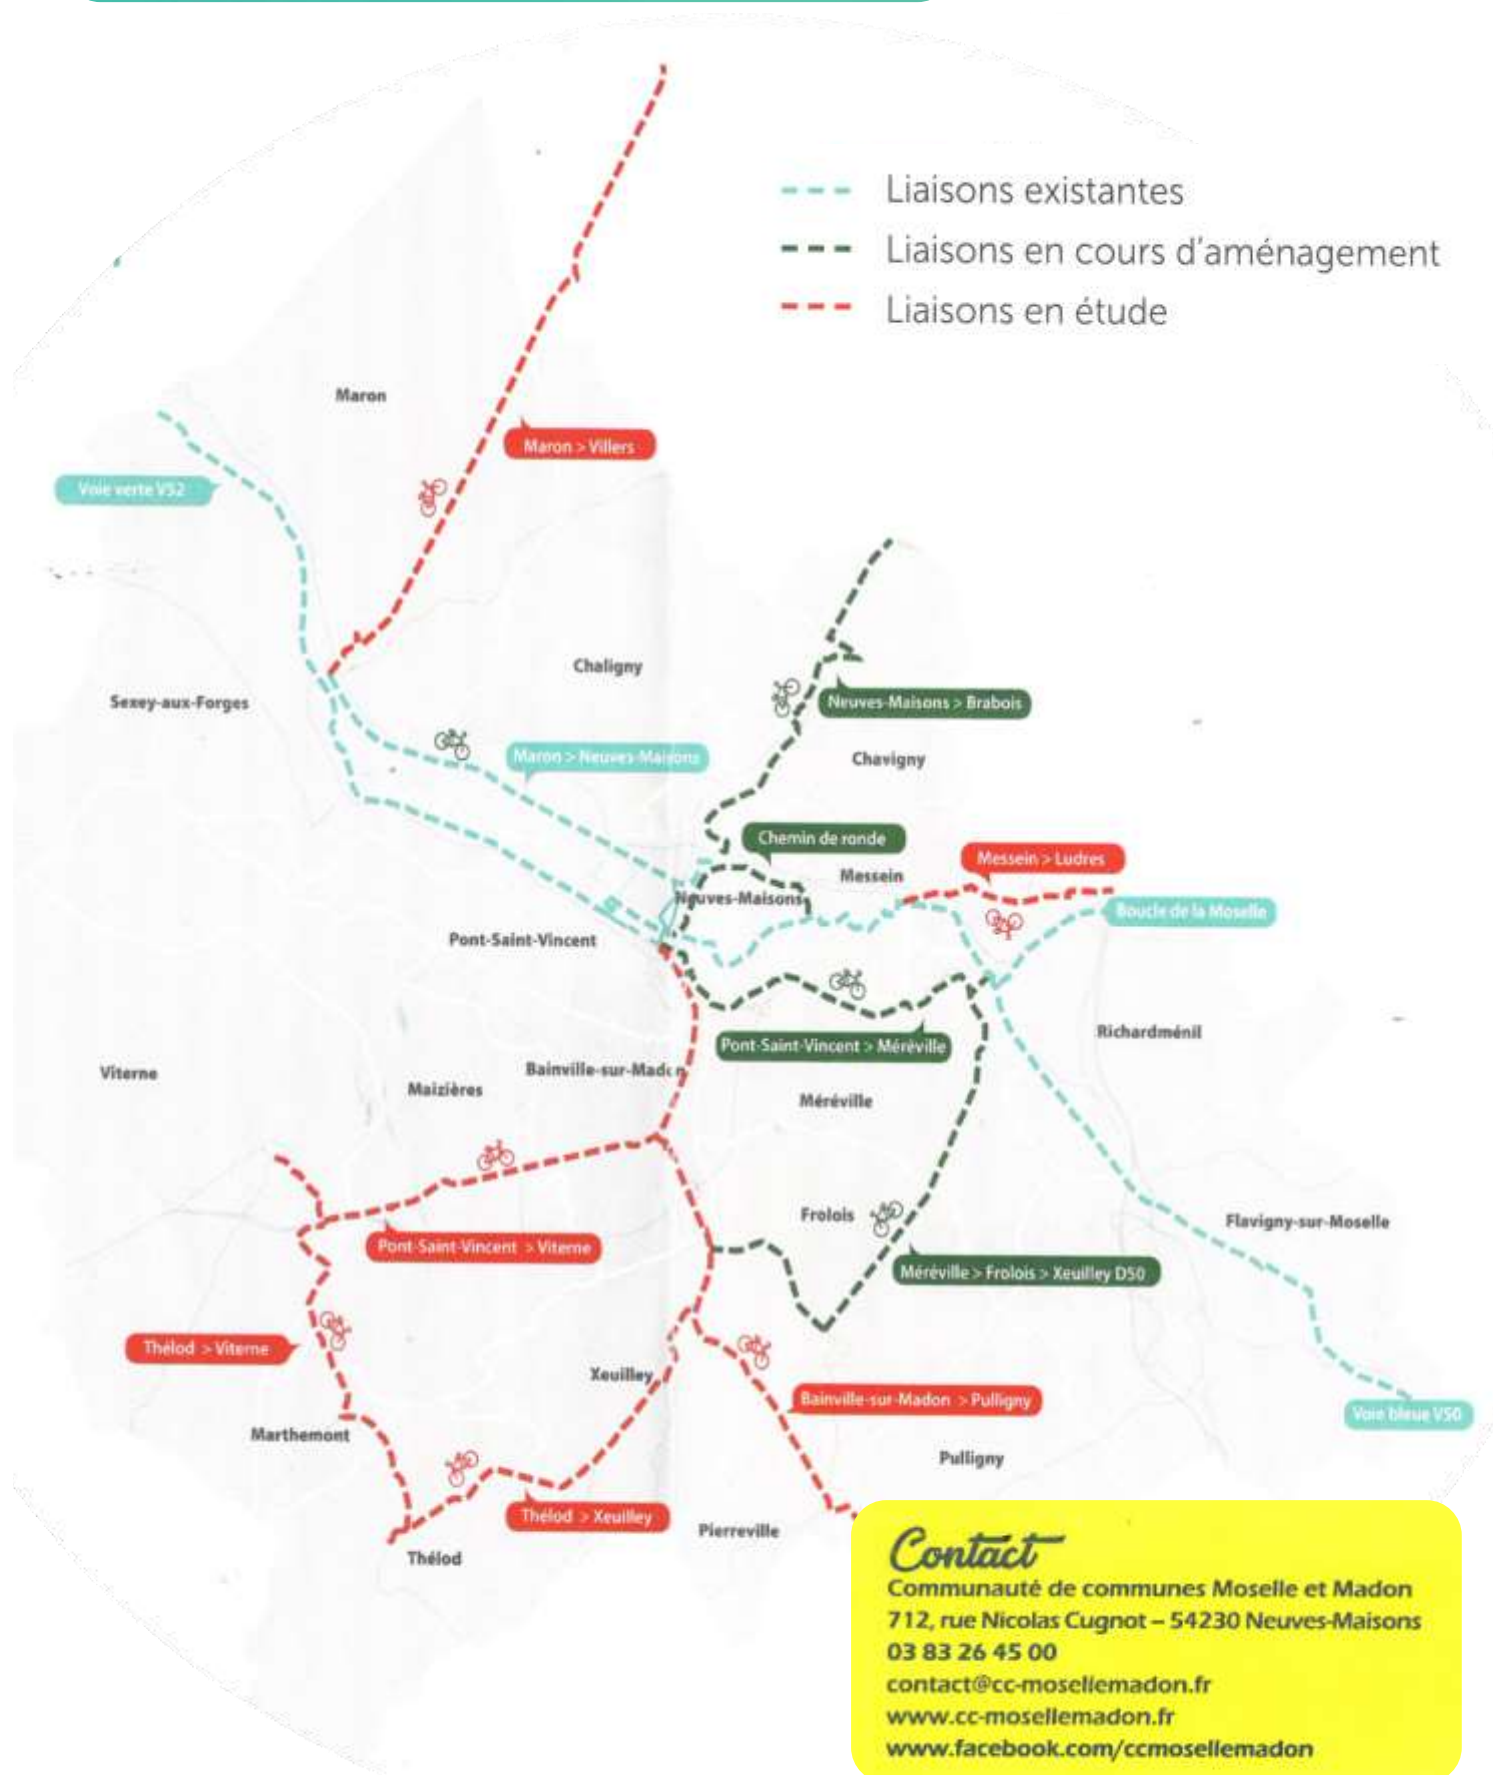 Liaisons existantes
Liaisons en cours d'aménagement
Liaisons en étude
Maron
Maron > Villers
Voie verte V52
Chaligny
Sexey-aux-Forges
Neuves-Maisons > Brabois
Maron > Neuves-Maisons
Chavigny
Chemin de ronde
Messein > Ludres
Messein
Neuves-Maisons
Boucle de la Moselle
Pont-Saint-Vincent
Richardménil
Pont-Saint-Vincent > Méréville
Viterne
Bainville-sur-Madon
Maizières
Méréville
Frolois
Flavigny-sur-Moselle
Pont-Saint-Vincent > Viterne
Méréville > Frolois > Xeuilley D50
Thélod > Viterne
Xeuilley
Bainville-sur-Madon > Pulligny
Voie bleue V50
Marthemont
Pulligny
Thélod > Xeuilley
Pierreville
Thélod
Contact
Communauté de communes Moselle et Madon
712, rue Nicolas Cugnot – 54230 Neuves-Maisons
03 83 26 45 00
contact@cc-mosellemadon.fr
www.cc-mosellemadon.fr
www.facebook.com/ccmosellemadon